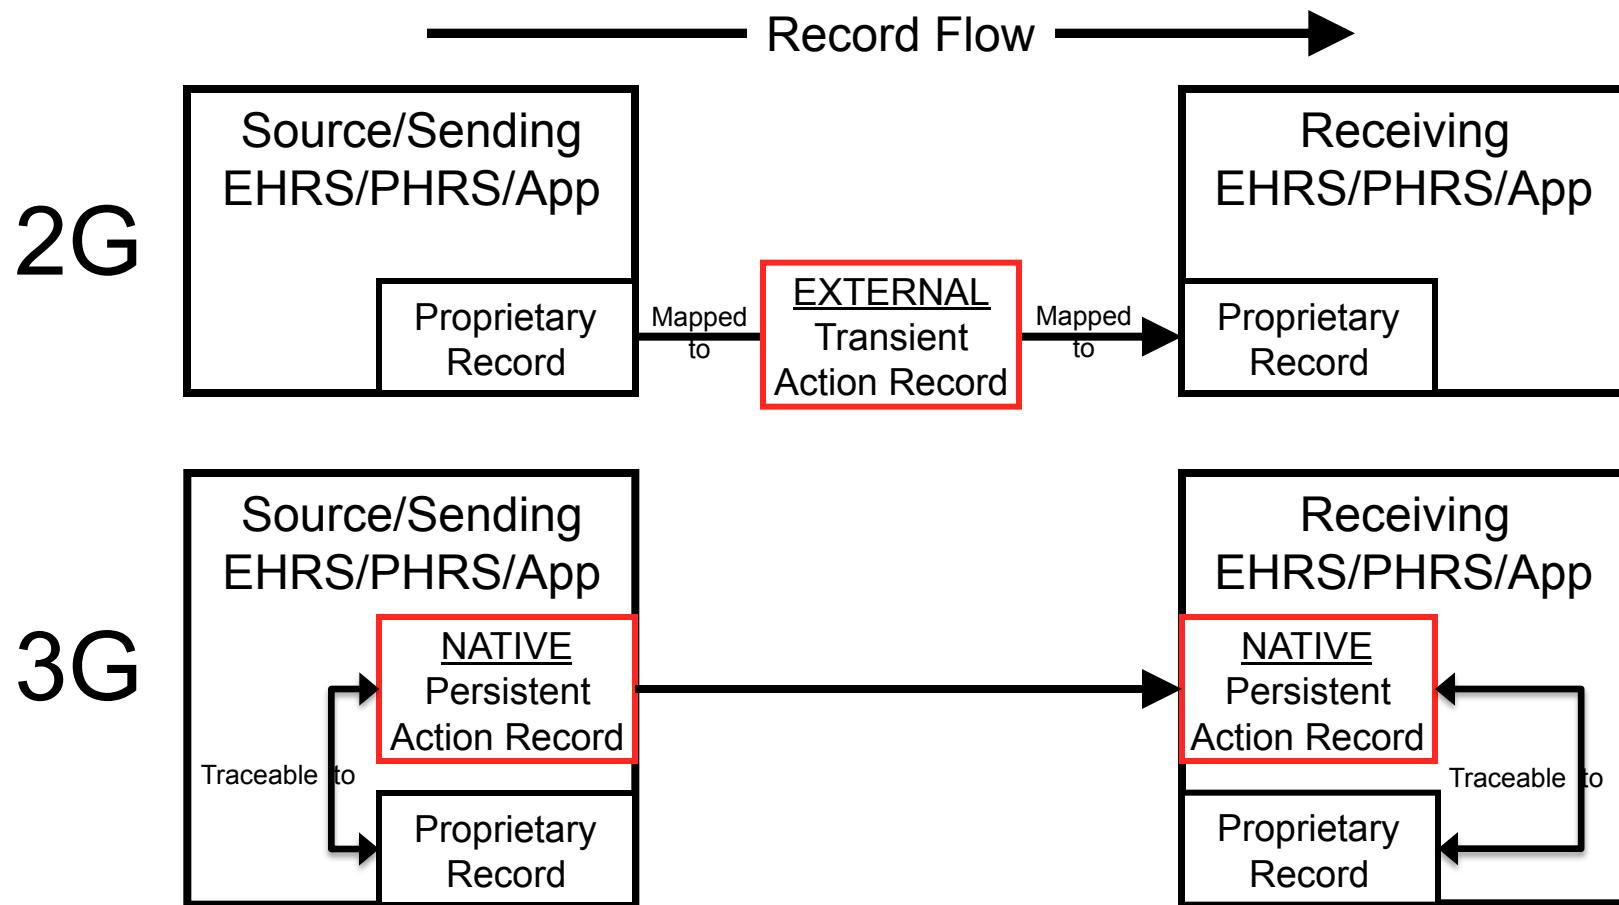 Record Flow
2G
Source/Sending
EHRS/PHRS/App
Proprietary
Record
Mapped
to
EXTERNAL
Transient
Action Record
Mapped
to
Receiving
EHRS/PHRS/App
Proprietary
Record
3G
Source/Sending
EHRS/PHRS/App
NATIVE
Persistent
Action Record
Traceable to
Proprietary
Record
Receiving
EHRS/PHRS/App
NATIVE
Persistent
Action Record
Traceable to
Proprietary
Record